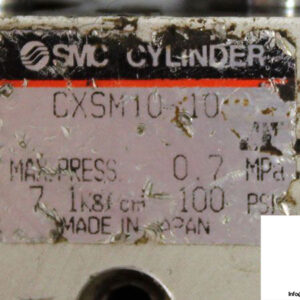 SMC CYLINDER
CXSM10-10
MAX.PRESS. 0.7 MPa
7.1kgf/cm² 100 PSI
MADE IN JAPAN